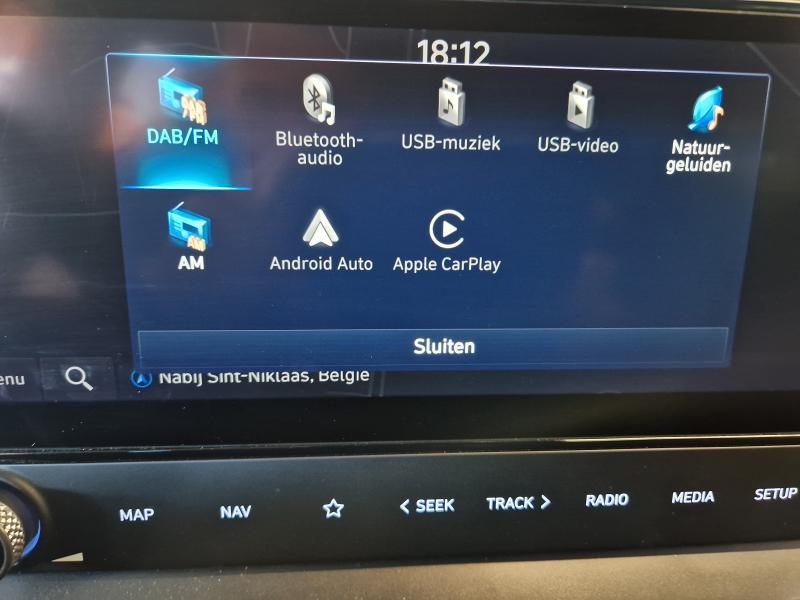 18:12
DAB/FM
Bluetooth-
audio
USB-muziek
USB-video
Natuur-
geluiden
AM
AM
Android Auto
Apple CarPlay
Sluiten
enu
Nabij Sint-Niklaas, België
MAP
NAV
< SEEK
TRACK >
RADIO
MEDIA
SETUP